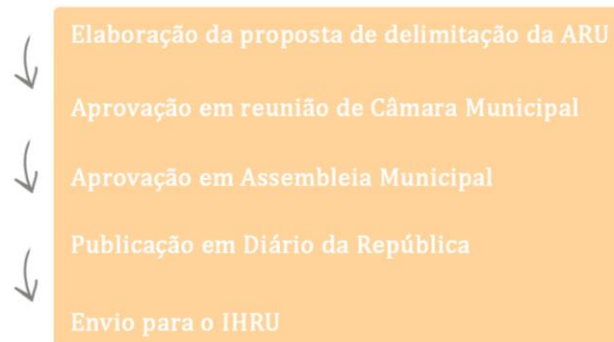 Elaboração da proposta de delimitação da ARU
Aprovação em reunião de Câmara Municipal
Aprovação em Assembleia Municipal
Publicação em Diário da República
Envio para o IHRU